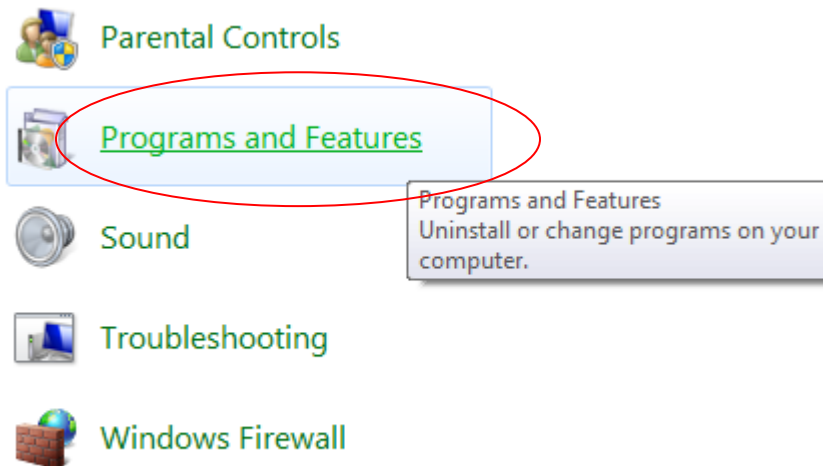 Parental Controls
Programs and Features
Programs and Features
Uninstall or change programs on your
computer.
Sound
Troubleshooting
Windows Firewall